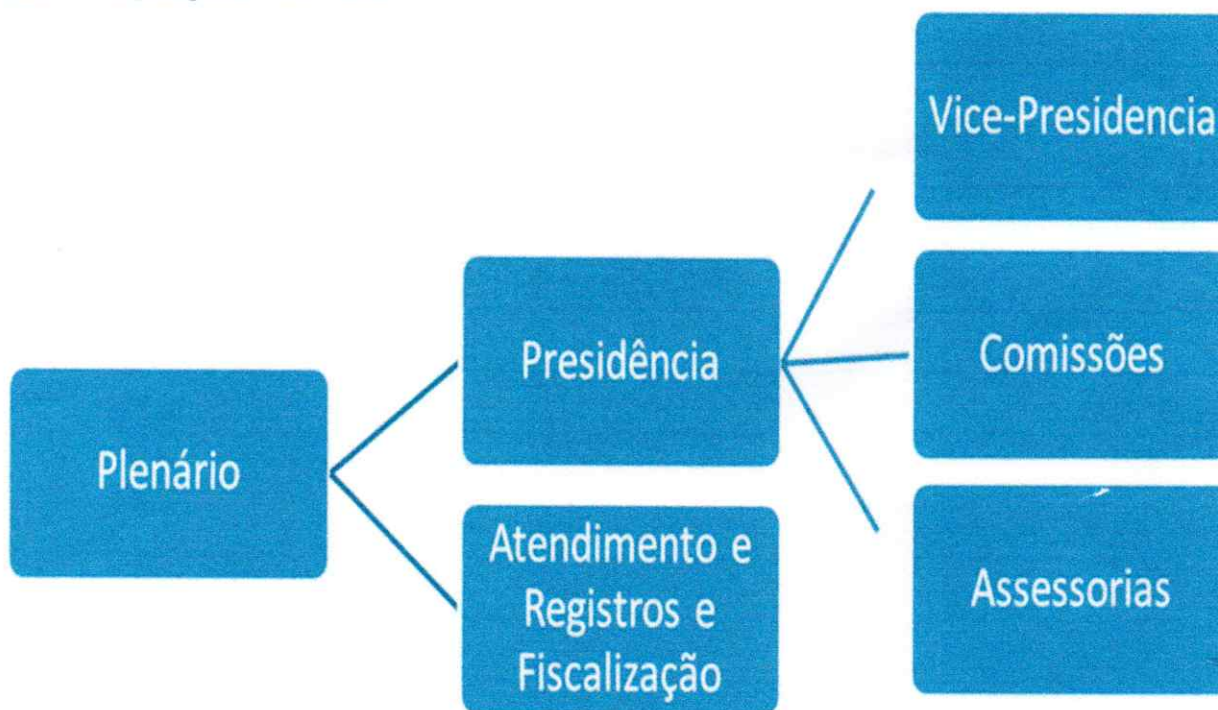 Plenário
Presidência
Atendimento e
Registros e
Fiscalização
Vice-Presidencia
Comissões
Assessorias